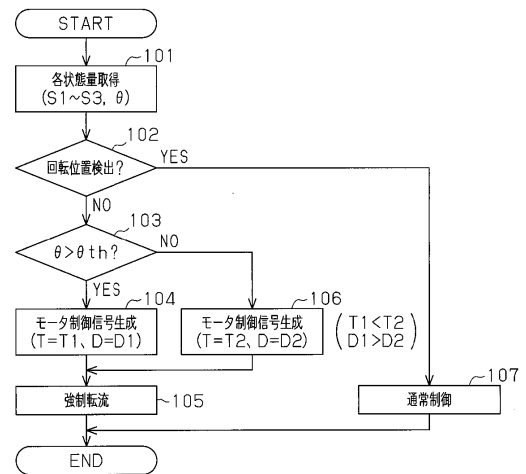 START
101
各状態量取得
(S1~S3, θ)
102
回転位置検出?
YES
NO
103
θ>θth?
NO
YES
104
モータ制御信号生成
(T=T1、D=D1)
106
モータ制御信号生成
(T=T2、D=D2)
(T1<T2
D1>D2)
強制転流
105
107
通常制御
END